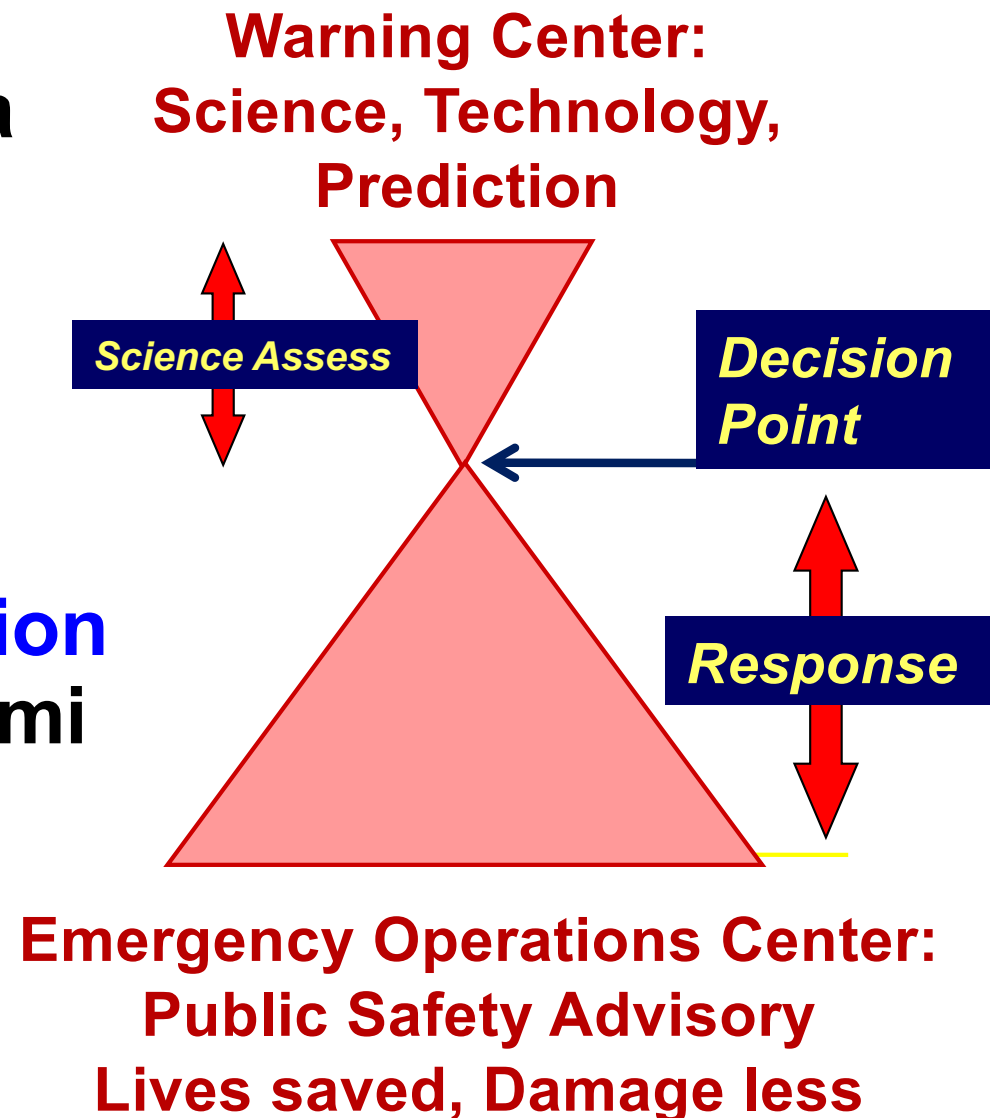 Warning Center:
a
Science, Technology,
Prediction
Science Assess
Decision
Point
tion
Response
mi
Emergency Operations Center:
Public Safety Advisory
Lives saved, Damage less